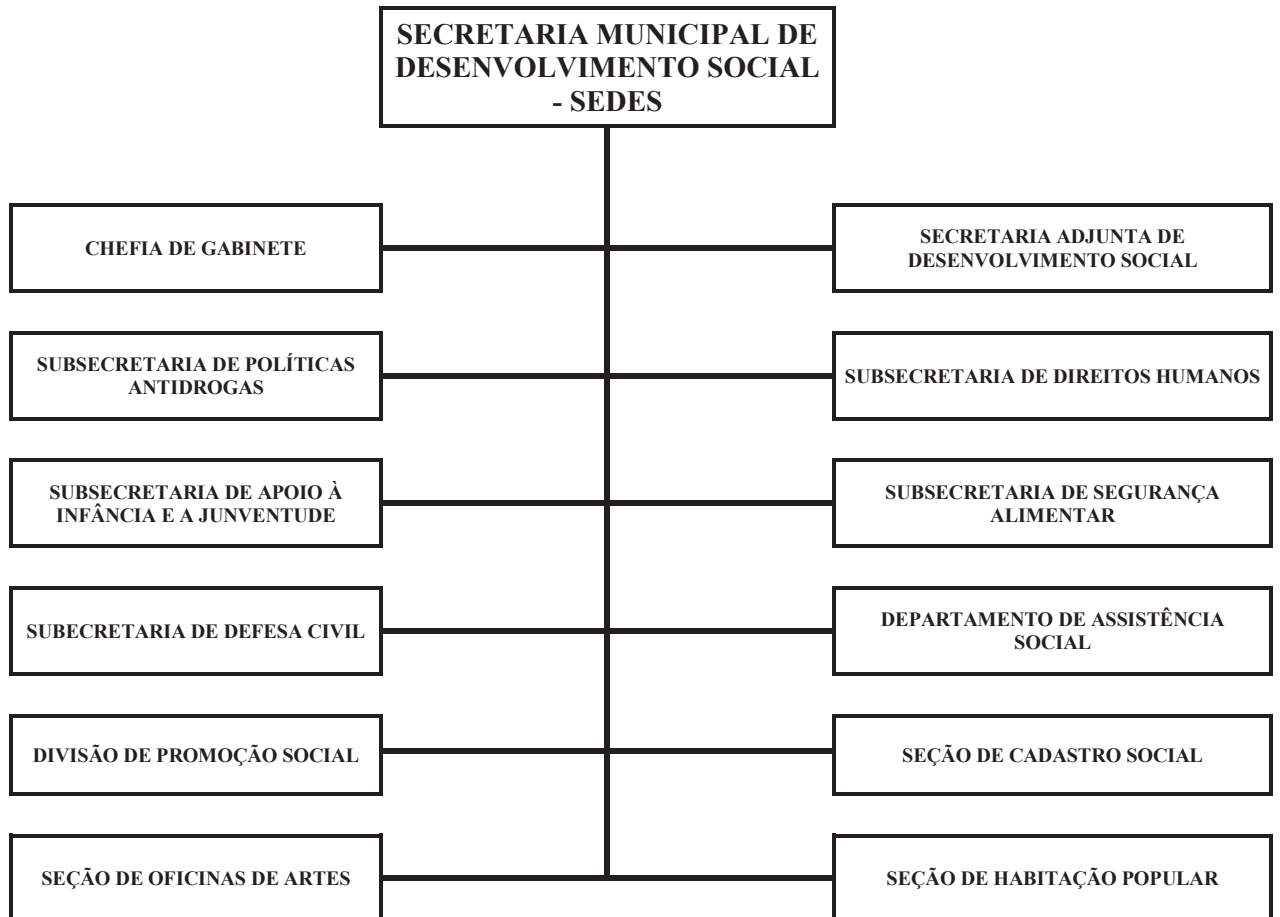 SECRETARIA MUNICIPAL DE
DESENVOLVIMENTO SOCIAL
- SEDES
CHEFIA DE GABINETE
SECRETARIA ADJUNTA DE
DESENVOLVIMENTO SOCIAL
SUBSECRETARIA DE POLÍTICAS
ANTIDROGAS
SUBSECRETARIA DE DIREITOS HUMANOS
SUBSECRETARIA DE APOIO À
INFÂNCIA E A JUNVENTUDE
SUBSECRETARIA DE SEGURANÇA
ALIMENTAR
SUBECRETARIA DE DEFESA CIVIL
DEPARTAMENTO DE ASSISTÊNCIA
SOCIAL
DIVISÃO DE PROMOÇÃO SOCIAL
SEÇÃO DE CADASTRO SOCIAL
SEÇÃO DE OFICINAS DE ARTES
SEÇÃO DE HABITAÇÃO POPULAR